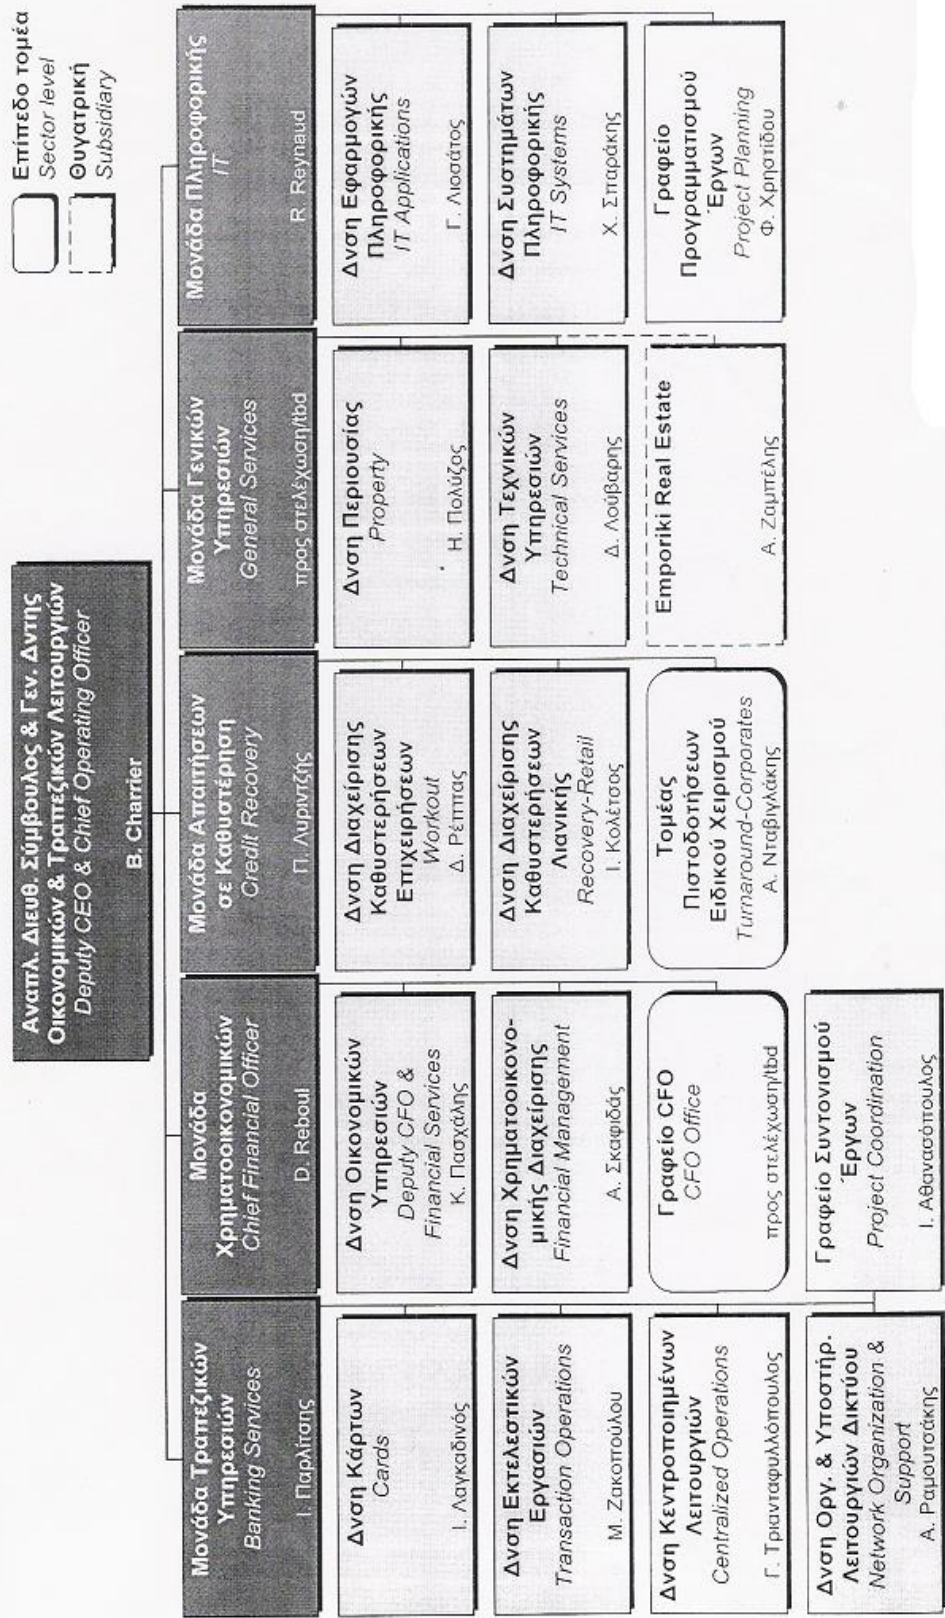 Επίπεδο τομέα
Sector level
Θυγατρική
Subsidiary
Αναπλ. Διευθ. Σύμβουλος & Γεν. Δντης
Οικονομικών & Τραπεζικών Λειτουργιών
Deputy CEO & Chief Operating Officer
B. Charrier
Μονάδα Τραπεζικών
Υπηρεσιών
Banking Services
Ι. Παρλίτσης
Δνση Κάρτων
Cards
Ι. Λαγκαδινός
Δνση Εκτελεστικών
Εργασιών
Transaction Operations
Μ. Ζακοπούλου
Δνση Κεντροποιημένων
Λειτουργιών
Centralized Operations
Γ. Τριανταφυλλόπουλος
Δνση Οργ. & Υποστήρ.
Λειτουργιών Δικτύου
Network Organization &
Support
Α. Ραμουτσάκης
Γραφείο Συντονισμού
Έργων
Project Coordination
Ι. Αθανασόπουλος
Μονάδα
Χρηματοοικονομικών
Chief Financial Officer
D. Reboul
Δνση Οικονομικών
Υπηρεσιών
Deputy CFO &
Financial Services
Κ. Πασχάλης
Δνση Χρηματοοικονο-
μικής Διαχείρισης
Financial Management
Α. Σκαφιδάς
Γραφείο CFO
CFO Office
προς στελέχωση/tbd
Μονάδα Απαιτήσεων
σε Καθυστέρηση
Credit Recovery
Π. Λυριντζής
Δνση Διαχείρισης
Καθυστερήσεων
Επιχειρήσεων
Workout
Δ. Ρέππας
Δνση Διαχείρισης
Καθυστερήσεων
Λιανικής
Recovery-Retail
Ι. Κολέτσος
Τομέας
Πιστοδοτήσεων
Ειδικού Χειρισμού
Turnaround-Corporates
Α. Νταβιγλάκης
Μονάδα Γενικών
Υπηρεσιών
General Services
προς στελέχωση/tbd
Δνση Περιουσίας
Property
Η. Πολύζος
Δνση Τεχνικών
Υπηρεσιών
Technical Services
Δ. Λούβαρης
Emporiki Real Estate
Α. Ζαμπέλης
Μονάδα Πληροφορικής
IT
R. Reynaud
Δνση Εφαρμογών
Πληροφορικής
IT Applications
Γ. Λιοσάτος
Δνση Συστημάτων
Πληροφορικής
IT Systems
Χ. Σπαράκης
Γραφείο
Προγραμματισμού
Έργων
Project Planning
Φ. Χρηστίδου